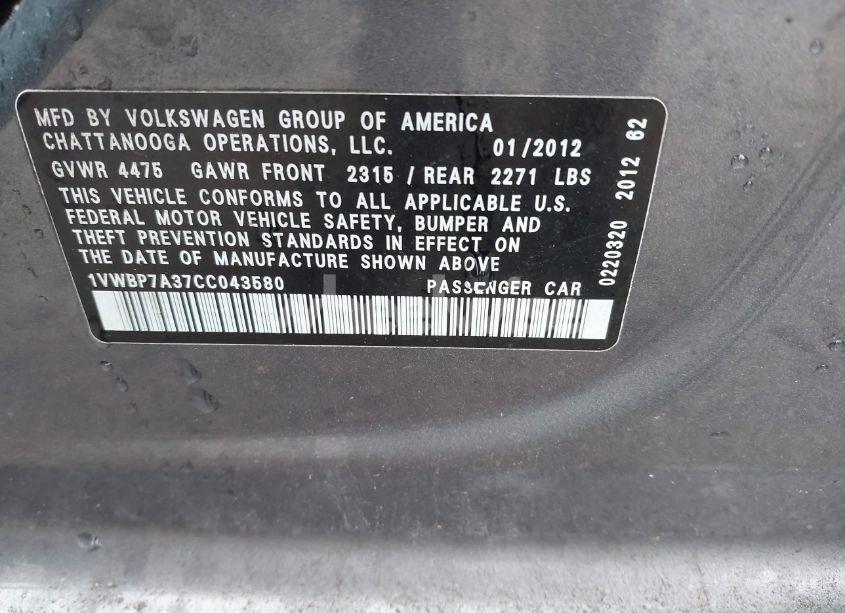 MFD BY VOLKSWAGEN GROUP OF AMERICA
CHATTANOOGA OPERATIONS, LLC. 01/2012
GVWR 4475 GAWR FRONT 2315 / REAR 2271 LBS
THIS VEHICLE CONFORMS TO ALL APPLICABLE U.S.
FEDERAL MOTOR VEHICLE SAFETY, BUMPER AND
THEFT PREVENTION STANDARDS IN EFFECT ON
THE DATE OF MANUFACTURE SHOWN ABOVE
1VWBP7A37CC043580 PASSENGER CAR
0220320 2012 62